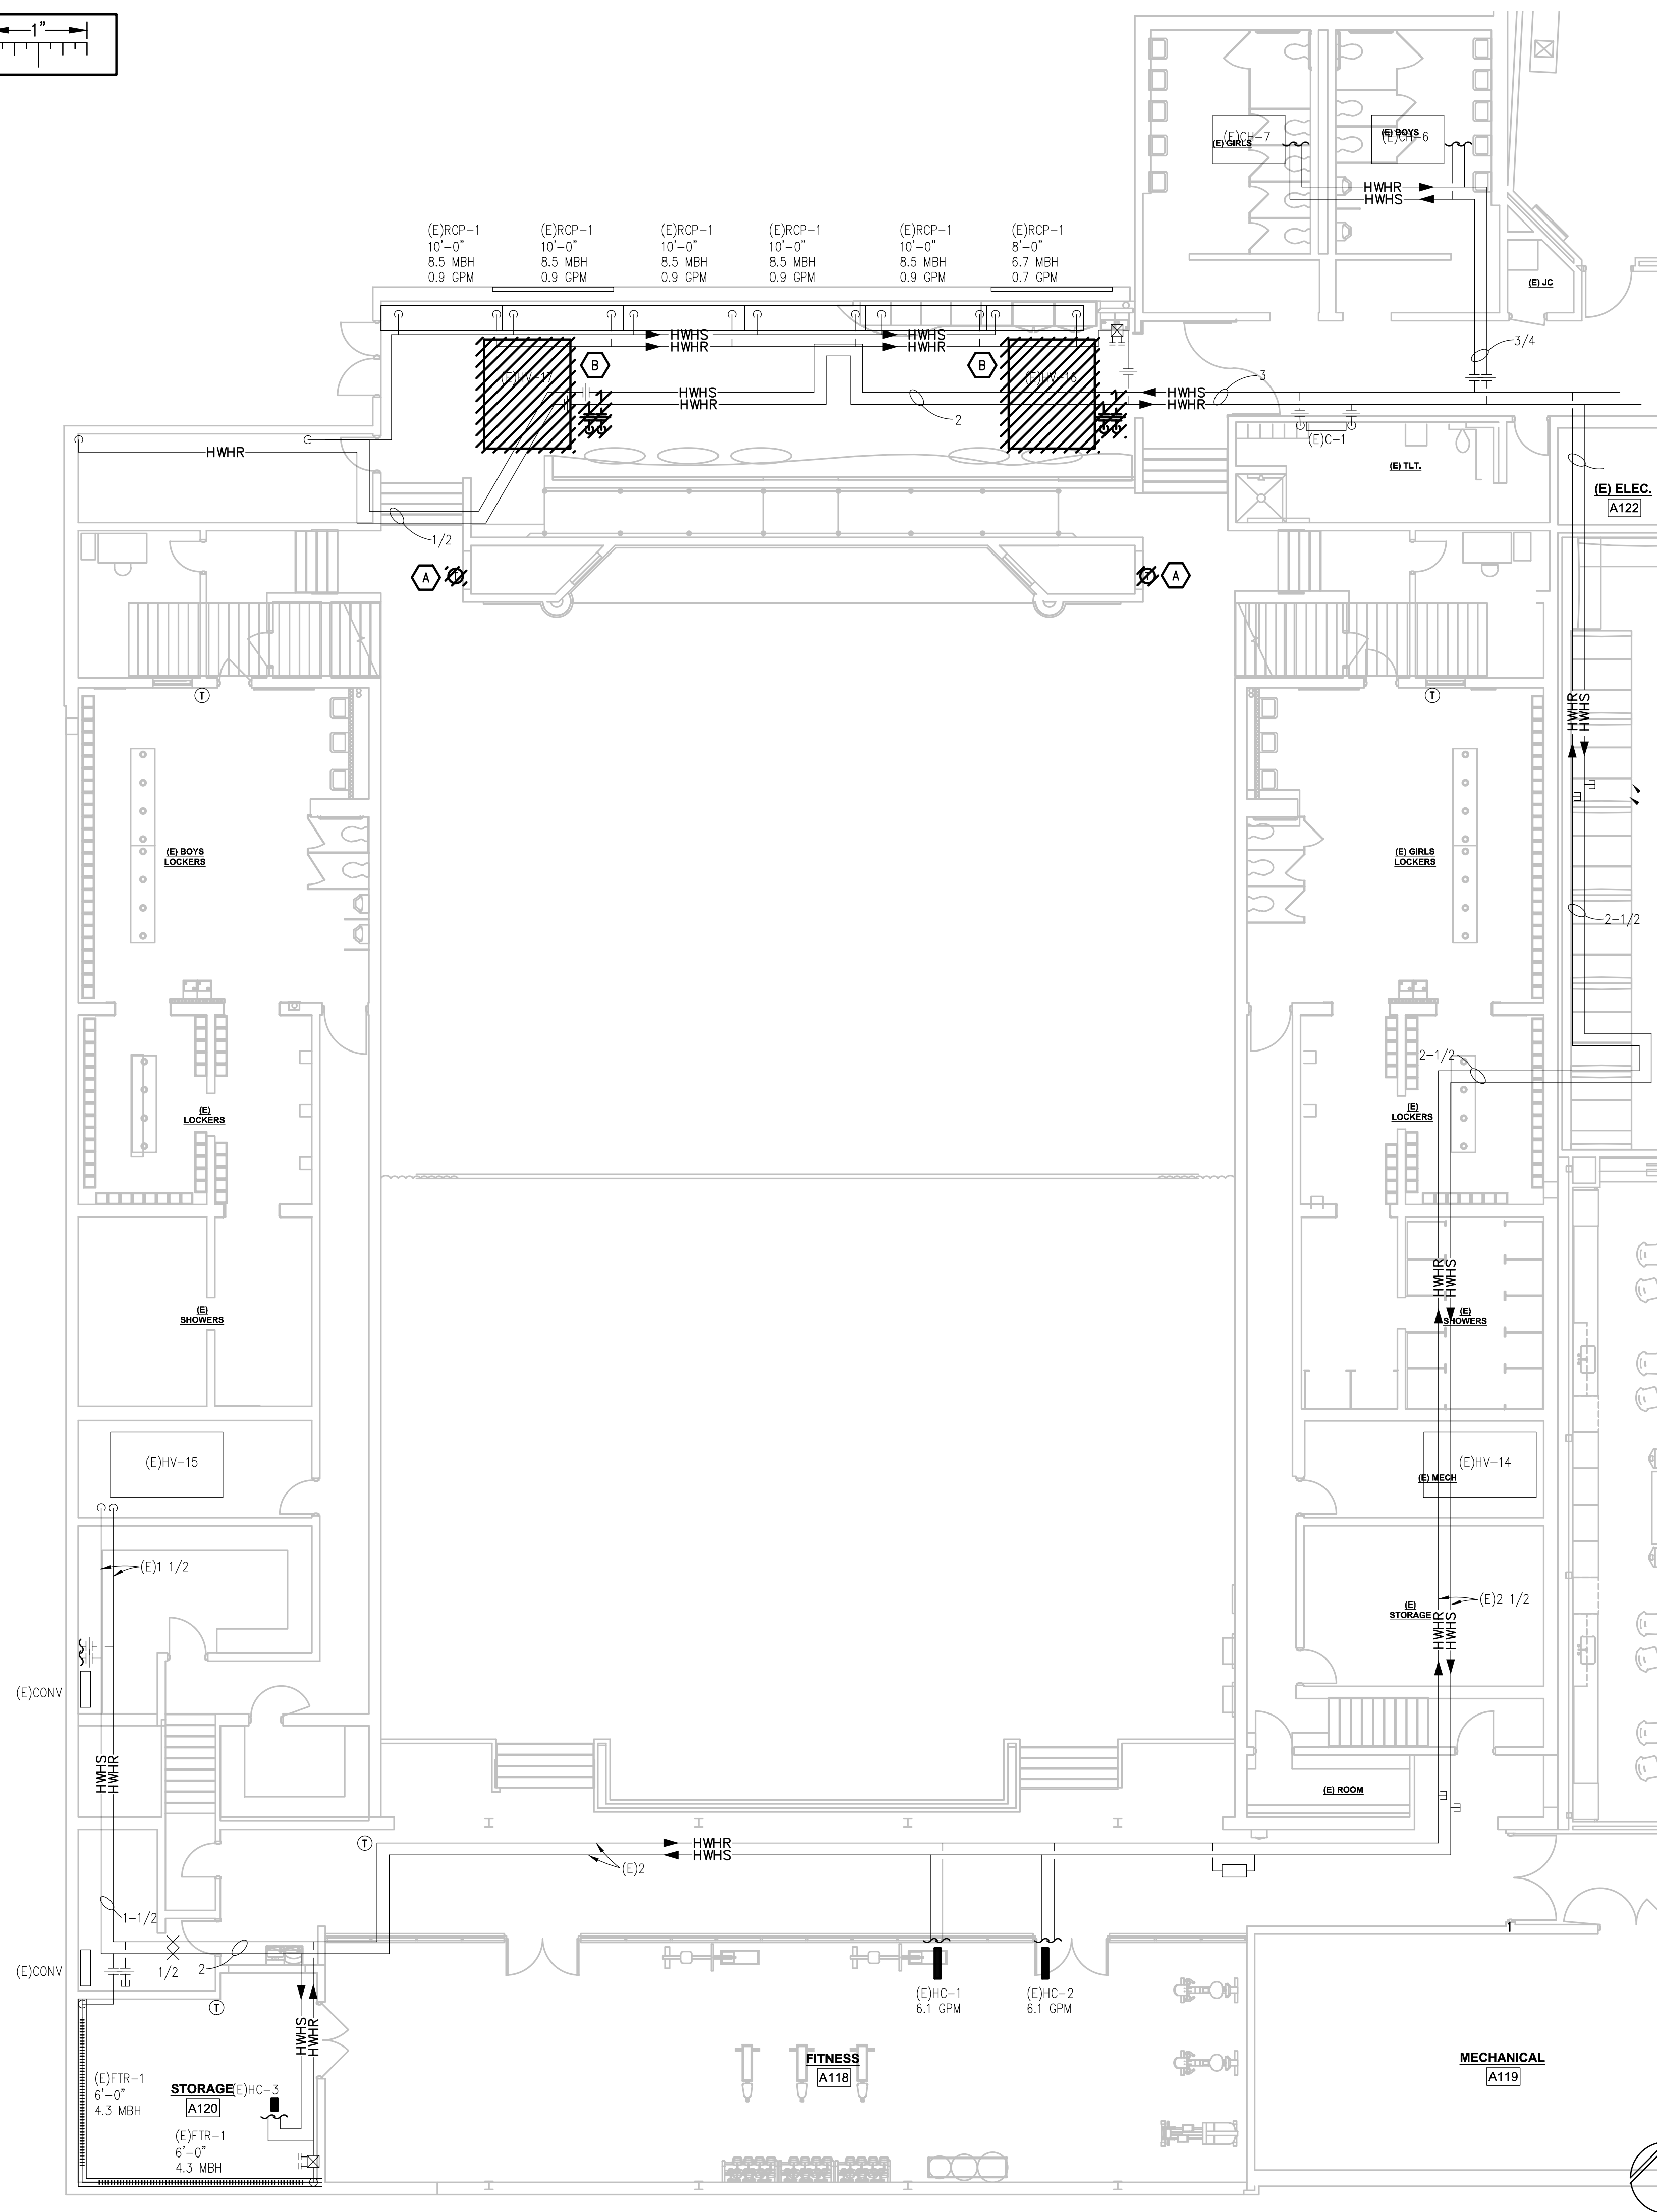 1"
(E)CH-7
(E) GIRLS
(E) BOYS
(E)CH-6
HWHR
HWHS
(E)RCP-1
10'-0"
8.5 MBH
0.9 GPM
(E)RCP-1
10'-0"
8.5 MBH
0.9 GPM
(E)RCP-1
10'-0"
8.5 MBH
0.9 GPM
(E)RCP-1
10'-0"
8.5 MBH
0.9 GPM
(E)RCP-1
10'-0"
8.5 MBH
0.9 GPM
(E)RCP-1
8'-0"
6.7 MBH
0.7 GPM
(E) JC
HWHS
HWHR
HWHS
HWHR
3/4
B
B
(E)HV-17
(E)HV-16
HWHS
HWHR
2
HWHS
HWHR
3
(E)C-1
HWHR
(E) TLT.
(E) ELEC.
A122
1/2
A
T
T
A
T
T
HWHR
HWHS
(E) BOYS
LOCKERS
(E) GIRLS
LOCKERS
2-1/2
2-1/2
(E)
LOCKERS
(E)
LOCKERS
HWHR
HWHS
(E)
SHOWERS
(E)
SHOWERS
(E)HV-15
(E)HV-14
(E) MECH
(E)1 1/2
(E)2 1/2
(E)
STORAGE
HWHR
HWHS
(E)CONV
HWHS
HWHR
(E) ROOM
T
HWHR
HWHS
(E)2
1-1/2
1
(E)CONV
1/2
2
(E)HC-1
6.1 GPM
(E)HC-2
6.1 GPM
T
HWHS
HWHR
(E)FTR-1
6'-0"
4.3 MBH
STORAGE
A120
(E)HC-3
(E)FTR-1
6'-0"
4.3 MBH
FITNESS
A118
MECHANICAL
A119